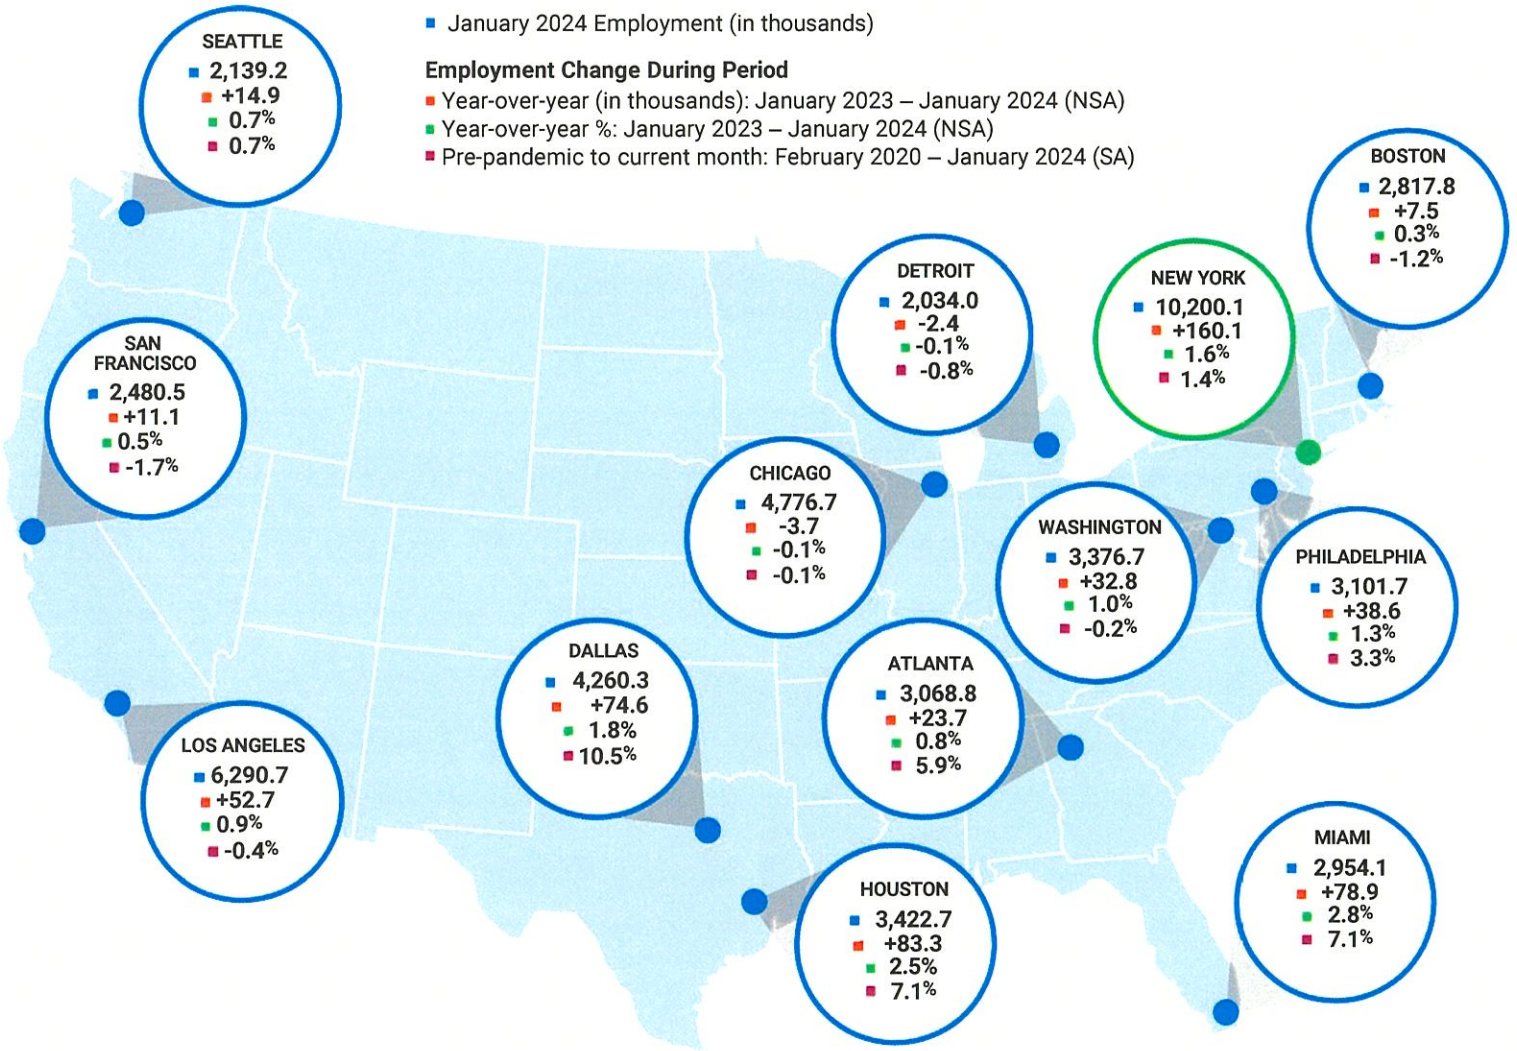 January 2024 Employment (in thousands)
Employment Change During Period
Year-over-year (in thousands): January 2023 – January 2024 (NSA)
Year-over-year %: January 2023 – January 2024 (NSA)
Pre-pandemic to current month: February 2020 – January 2024 (SA)
SEATTLE
2,139.2
+14.9
0.7%
0.7%
BOSTON
2,817.8
+7.5
0.3%
-1.2%
DETROIT
2,034.0
-2.4
-0.1%
-0.8%
NEW YORK
10,200.1
+160.1
1.6%
1.4%
SAN
FRANCISCO
2,480.5
+11.1
0.5%
-1.7%
CHICAGO
4,776.7
-3.7
-0.1%
-0.1%
WASHINGTON
3,376.7
+32.8
1.0%
-0.2%
PHILADELPHIA
3,101.7
+38.6
1.3%
3.3%
DALLAS
4,260.3
+74.6
1.8%
10.5%
ATLANTA
3,068.8
+23.7
0.8%
5.9%
LOS ANGELES
6,290.7
+52.7
0.9%
-0.4%
HOUSTON
3,422.7
+83.3
2.5%
7.1%
MIAMI
2,954.1
+78.9
2.8%
7.1%